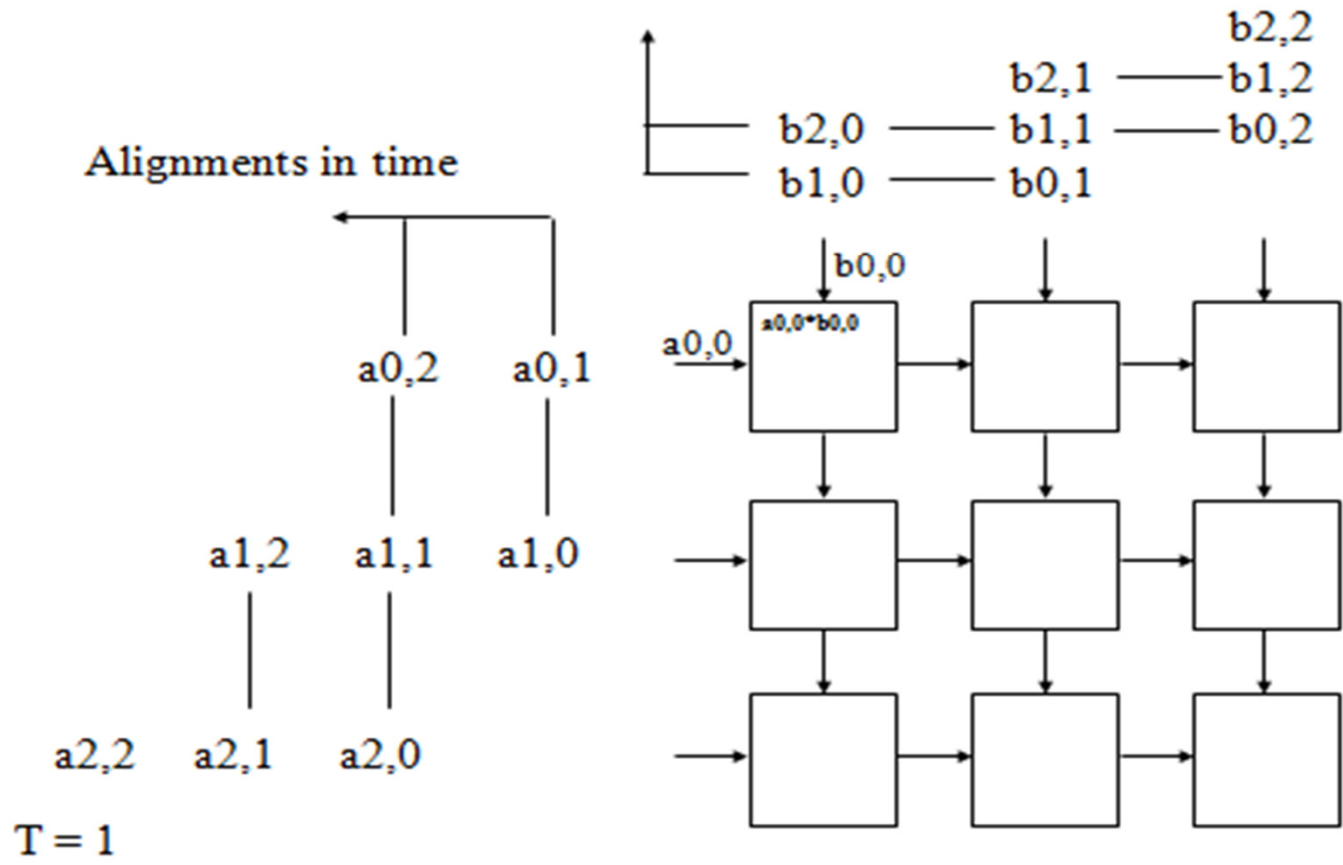 b2,2
b2,1 b1,2
b2,0 b1,1 b0,2
Alignments in time
b1,0 b0,1
b0,0
a0,0*b0,0
a0,0
a0,2 a0,1
a1,2 a1,1 a1,0
a2,2 a2,1 a2,0
T = 1